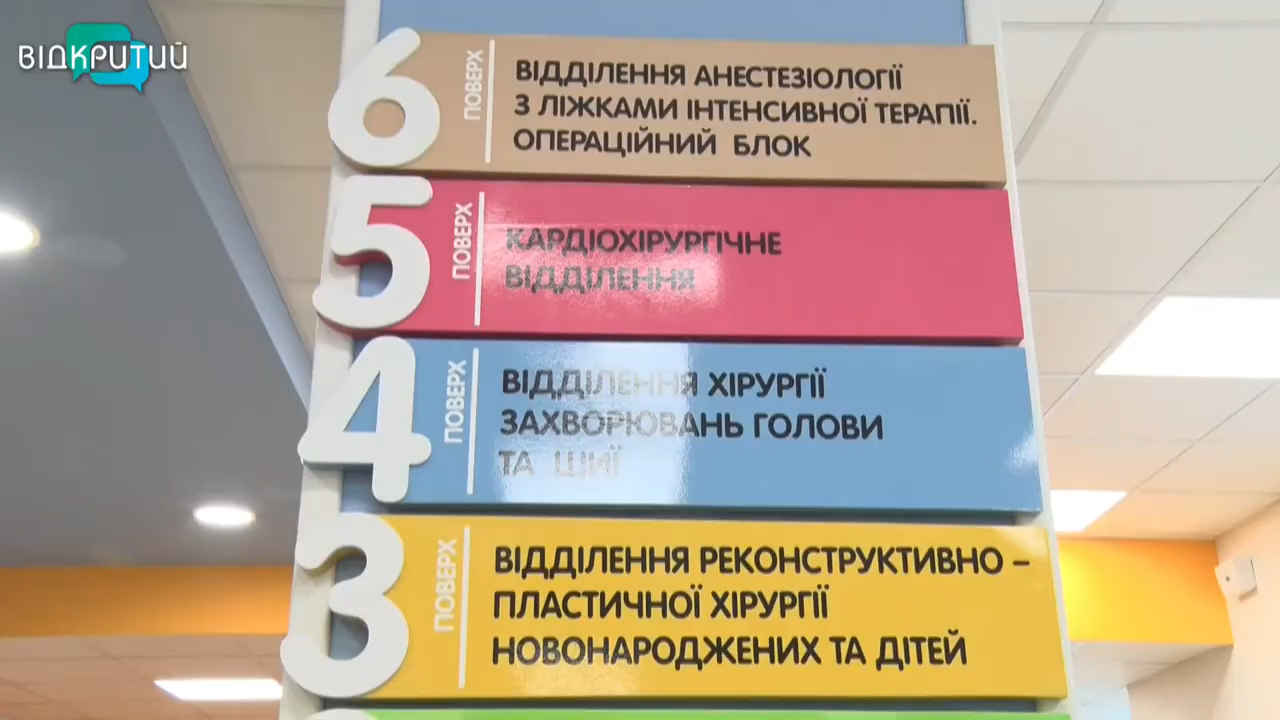 ВІДКРИТИЙ
6 ПОВЕРХ
ВІДДІЛЕННЯ АНЕСТЕЗІОЛОГІЇ
З ЛІЖКАМИ ІНТЕНСИВНОЇ ТЕРАПІЇ.
ОПЕРАЦІЙНИЙ БЛОК
5 ПОВЕРХ
КАРДІОХІРУРГІЧНЕ
ВІДДІЛЕННЯ
4 ПОВЕРХ
ВІДДІЛЕННЯ ХІРУРГІЇ
ЗАХВОРЮВАНЬ ГОЛОВИ
ТА ШИЇ
3 ПОВЕРХ
ВІДДІЛЕННЯ РЕКОНСТРУКТИВНО –
ПЛАСТИЧНОЇ ХІРУРГІЇ
НОВОНАРОДЖЕНИХ ТА ДІТЕЙ